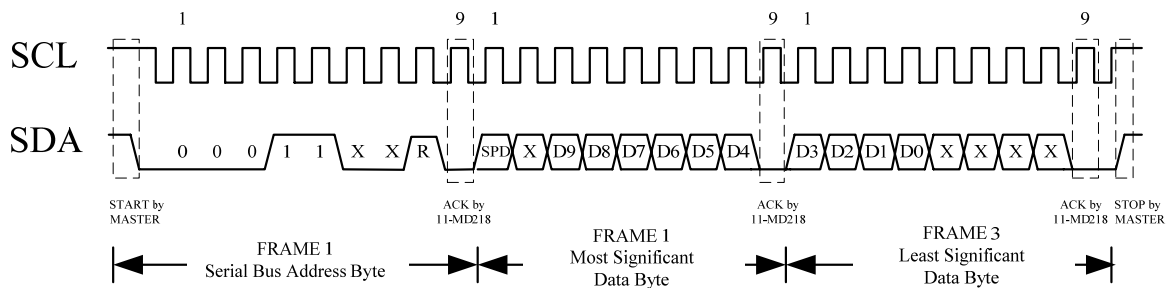 1 9 1 9 1 9
SCL
SDA
0 0 0 1 1 X X R SPD X D9 D8 D7 D6 D5 D4 D3 D2 D1 D0 X X X X
START by
MASTER
ACK by
11-MD218
ACK by
11-MD218
ACK by
11-MD218
STOP by
MASTER
FRAME 1
Serial Bus Address Byte
FRAME 1
Most Significant
Data Byte
FRAME 3
Least Significant
Data Byte